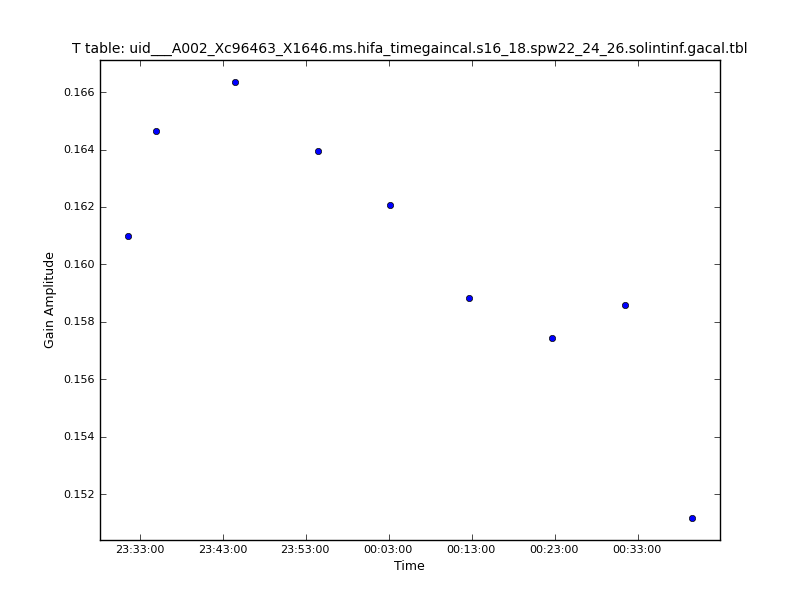 T table: uid___A002_Xc96463_X1646.ms.hifa_timegaincal.s16_18.spw22_24_26.solintinf.gacal.tbl
0.166
0.164
0.162
0.160
0.158
0.156
0.154
0.152
Gain Amplitude
23:33:00 23:43:00 23:53:00 00:03:00 00:13:00 00:23:00 00:33:00
Time